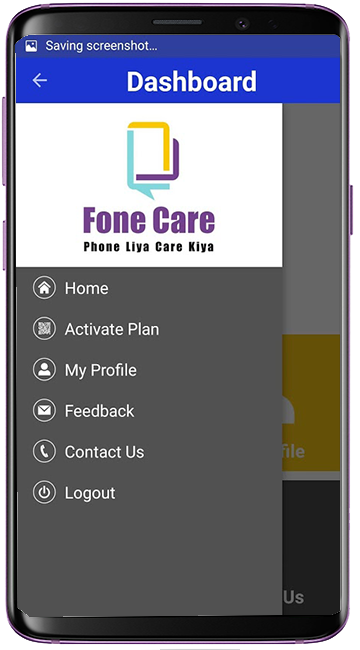 Saving screenshot...
Dashboard
Fone Care
Phone Liya Care Kiya
Home
Activate Plan
My Profile
file
Feedback
Contact Us
Logout
Us